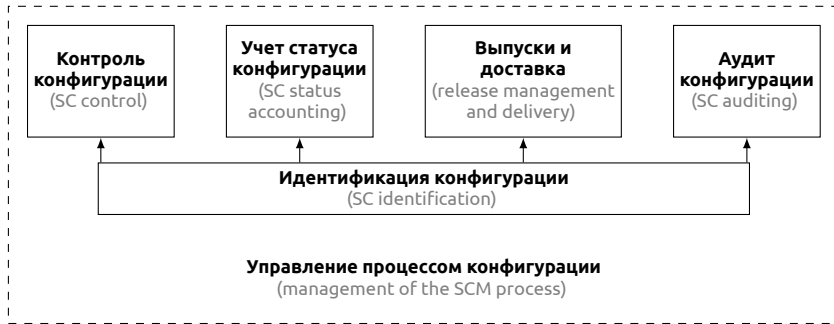 Контроль
конфигурации
(SC control)
Учет статуса
конфигурации
(SC status
accounting)
Выпуски и
доставка
(release management
and delivery)
Аудит
конфигурации
(SC auditing)
Идентификация конфигурации
(SC identification)
Управление процессом конфигурации
(management of the SCM process)